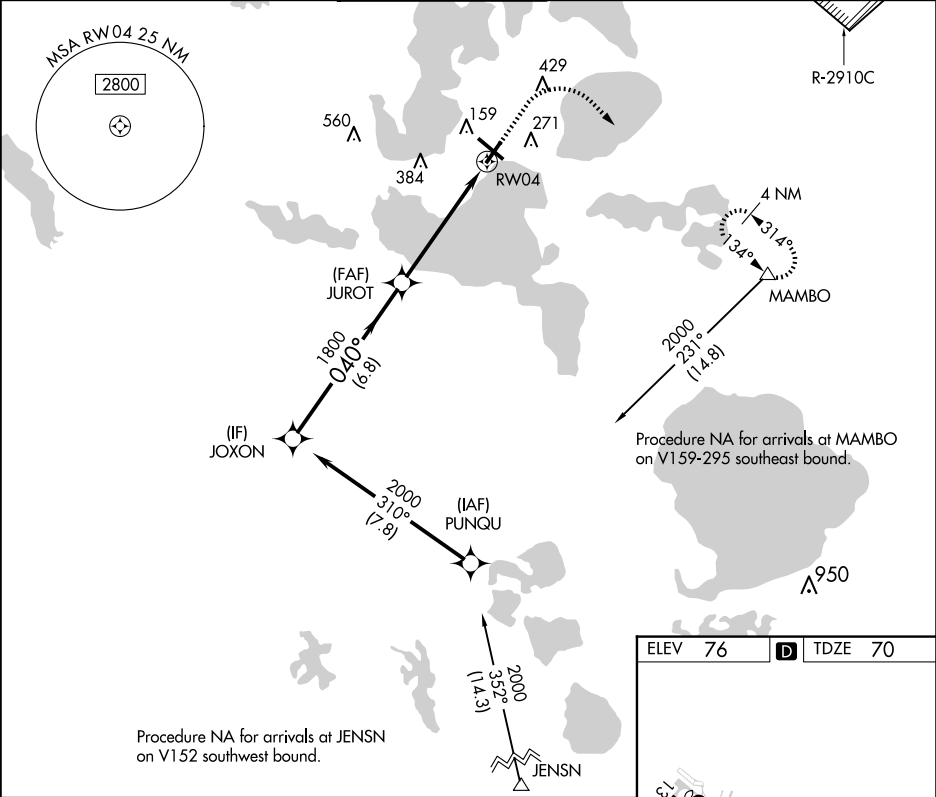 MSA RW04 25 NM
2800
R-2910C
429
560
159
271
384
RW04
4 NM
314°
134°
MAMBO
(FAF)
JUROT
2000
231°
(14.8)
1800
040°
(6.8)
(IF)
JOXON
Procedure NA for arrivals at MAMBO
on V159-295 southeast bound.
2000
310°
(7.8)
(IAF)
PUNQU
950
ELEV 76
D
TDZE 70
2000
352°
(14.3)
Procedure NA for arrivals at JENSN
on V152 southwest bound.
JENSN
13